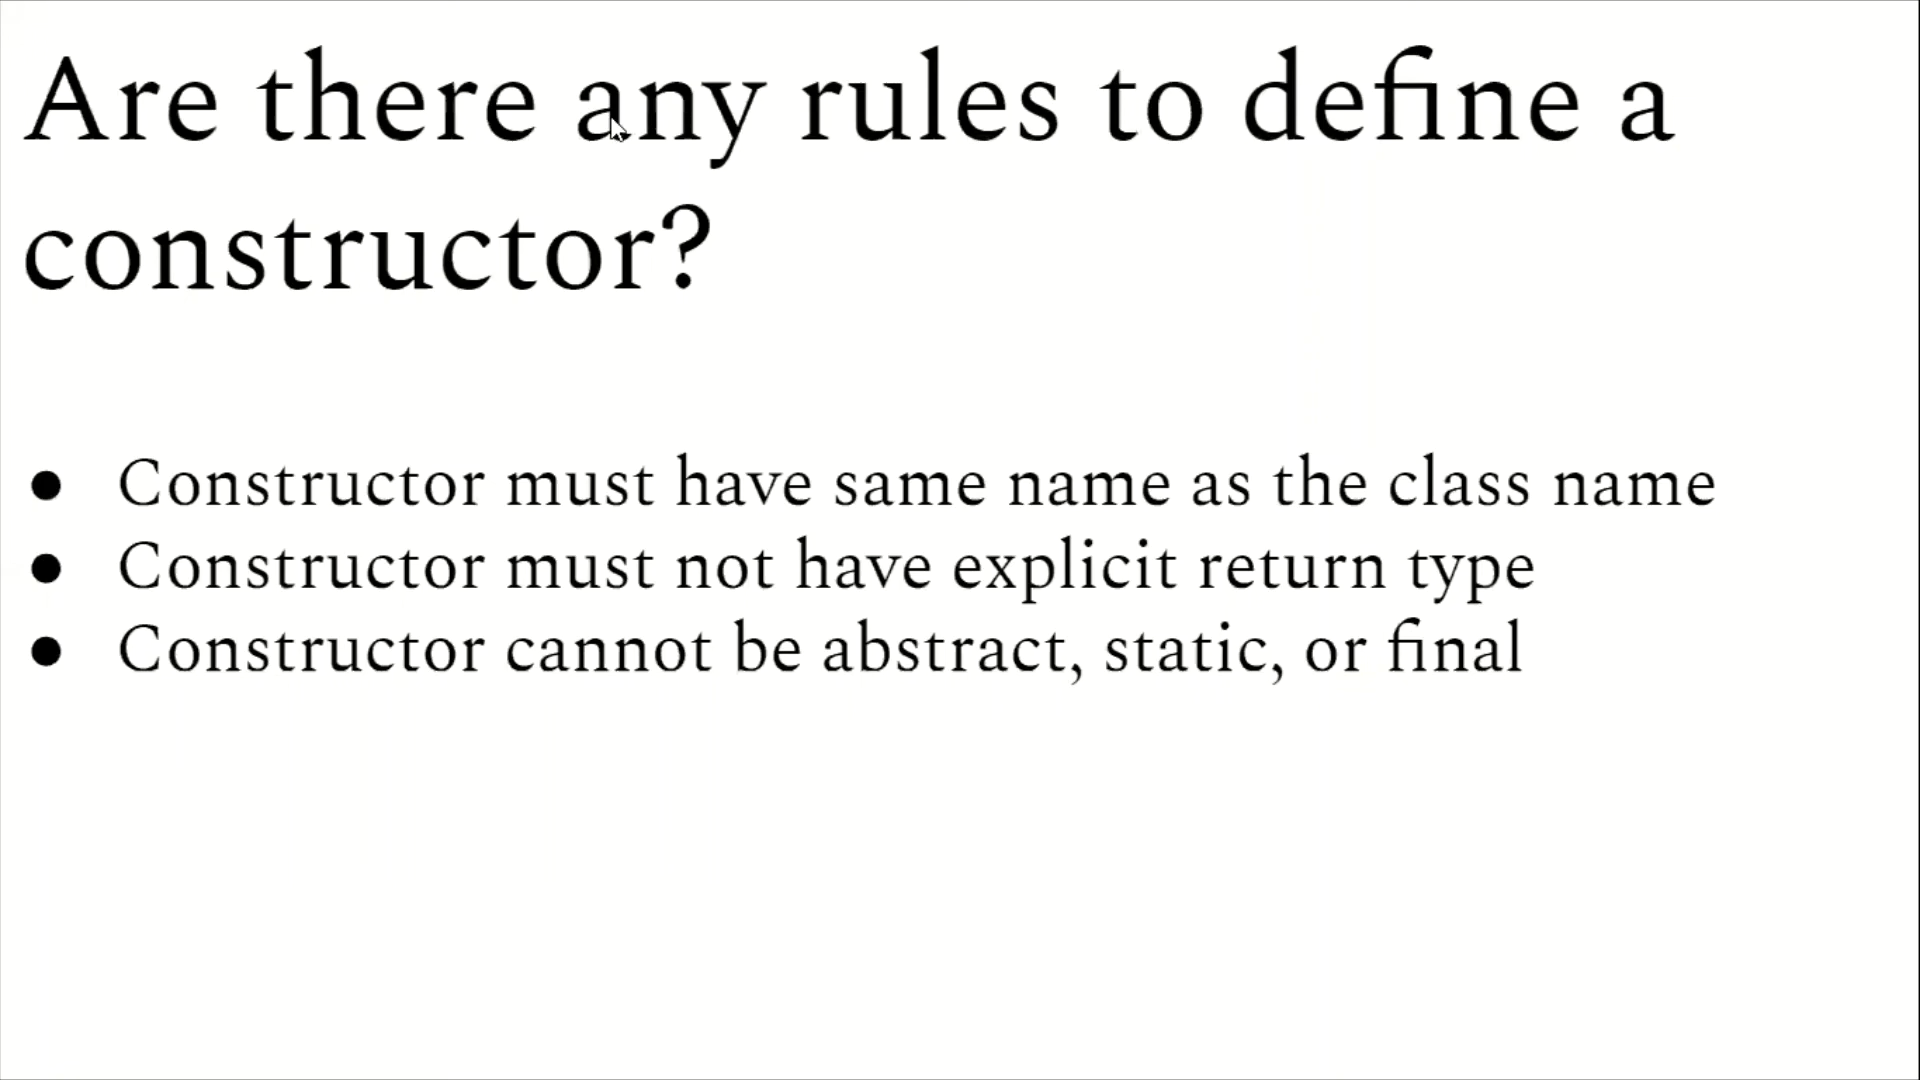 Are there any rules to define a
constructor?
● Constructor must have same name as the class name
● Constructor must not have explicit return type
● Constructor cannot be abstract, static, or final